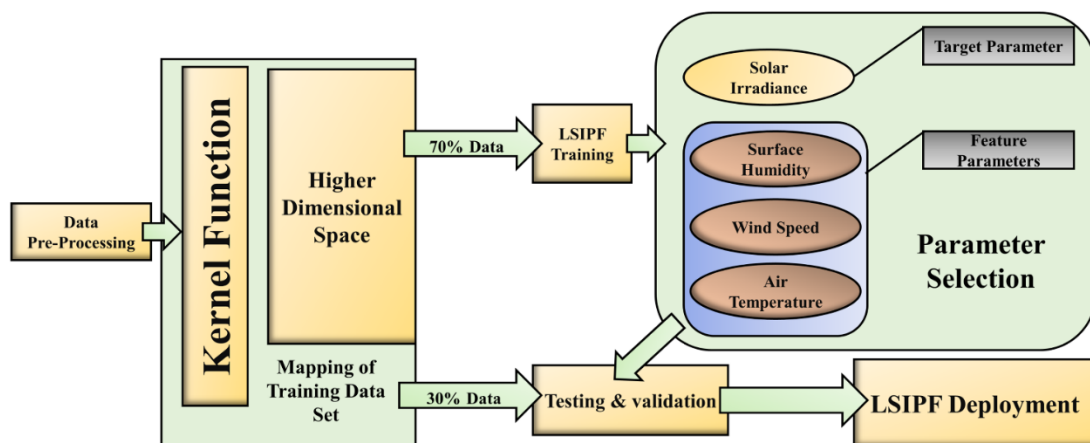 Data
Pre-Processing
Kernel Function
Higher
Dimensional
Space
Mapping of
Training Data
Set
70% Data
30% Data
LSIPF
Training
Solar
Irradiance
Target Parameter
Surface
Humidity
Feature
Parameters
Wind Speed
Air
Temperature
Parameter
Selection
Testing & validation
LSIPF Deployment